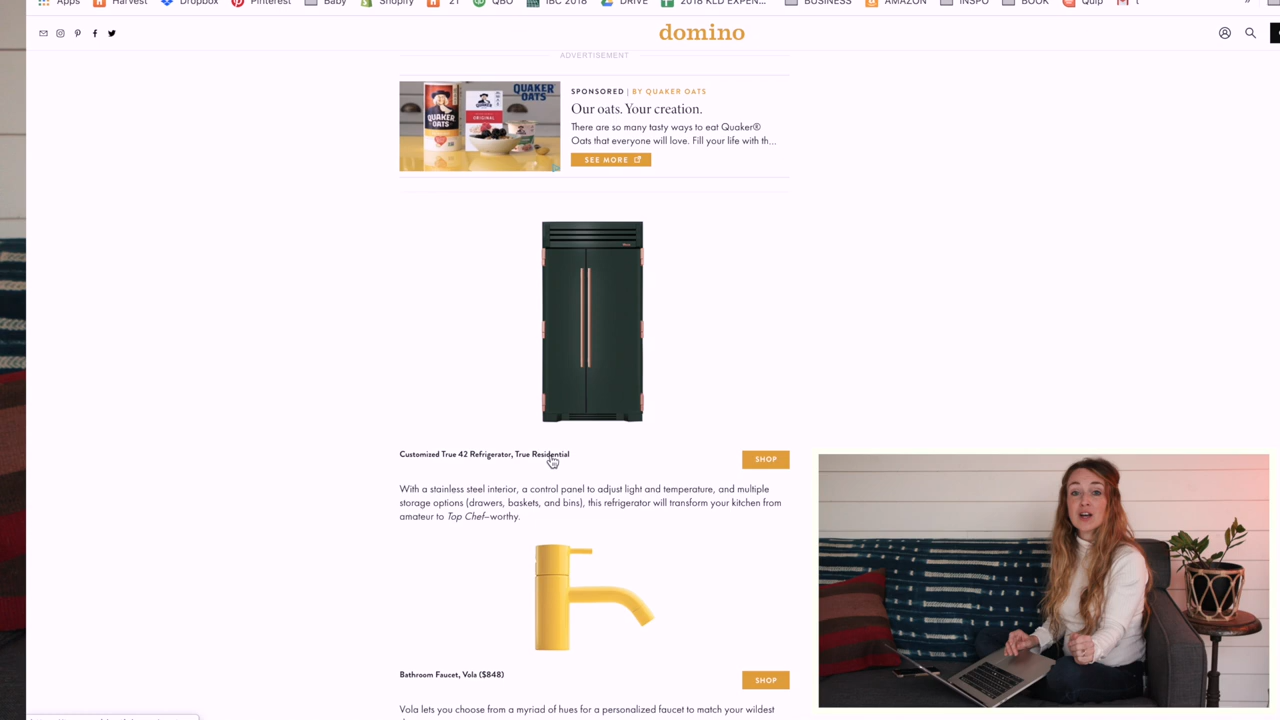 Apps Harvest Dropbox Pinterest Baby Shopify 21 QBO IBC 2018 DRIVE 2018 KLD EXPEN... BUSINESS AMAZON INSPO BOOK Quip
domino
ADVERTISEMENT
QUAKER OATS
QUAKER OATS
ORIGINAL
SPONSORED | BY QUAKER OATS
Our oats. Your creation.
There are so many tasty ways to eat Quaker®
Oats that everyone will love. Fill your life with th...
SEE MORE
Customized True 42 Refrigerator, True Residential
SHOP
With a stainless steel interior, a control panel to adjust light and temperature, and multiple
storage options (drawers, baskets, and bins), this refrigerator will transform your kitchen from
amateur to Top Chef–worthy.
Bathroom Faucet, Vola ($848)
SHOP
Vola lets you choose from a myriad of hues for a personalized faucet to match your wildest